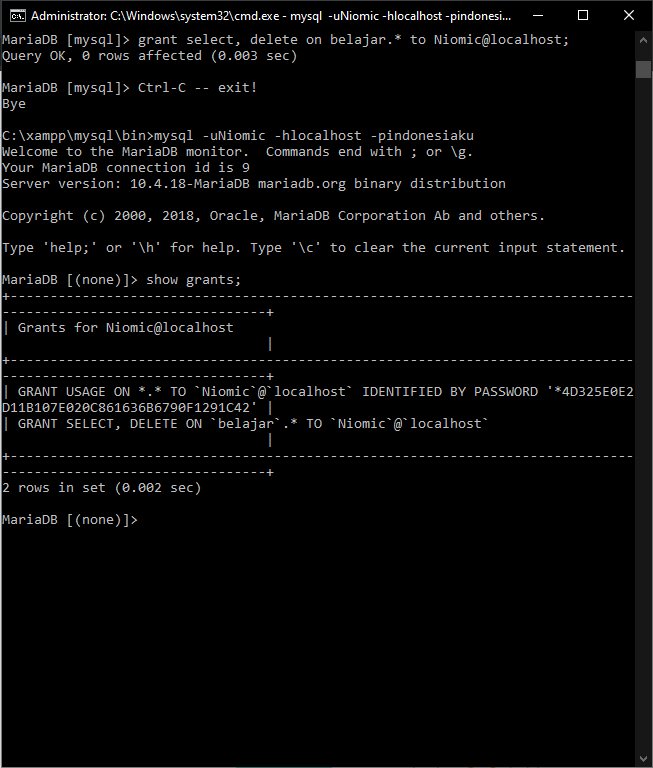 Administrator: C:\Windows\system32\cmd.exe - mysql -uNiomic -hlocalhost -pindonesi...
MariaDB [mysql]> grant select, delete on belajar.* to Niomic@localhost;
Query OK, 0 rows affected (0.003 sec)
MariaDB [mysql]> Ctrl-C -- exit!
Bye
C:\xampp\mysql\bin>mysql -uNiomic -hlocalhost -pindonesiaku
Welcome to the MariaDB monitor.  Commands end with ; or \g.
Your MariaDB connection id is 9
Server version: 10.4.18-MariaDB mariadb.org binary distribution
Copyright (c) 2000, 2018, Oracle, MariaDB Corporation Ab and others.
Type 'help;' or '\h' for help. Type '\c' to clear the current input statement.
MariaDB [(none)]> show grants;
+------------------------------------------------------------------------------
---------------------------------+
| Grants for Niomic@localhost
                                 |
+------------------------------------------------------------------------------
---------------------------------+
| GRANT USAGE ON *.* TO `Niomic`@`localhost` IDENTIFIED BY PASSWORD '*4D325E0E2
D11B107E020C861636B6790F1291C42' |
| GRANT SELECT, DELETE ON `belajar`.* TO `Niomic`@`localhost`
                                 |
+------------------------------------------------------------------------------
---------------------------------+
2 rows in set (0.002 sec)
MariaDB [(none)]>